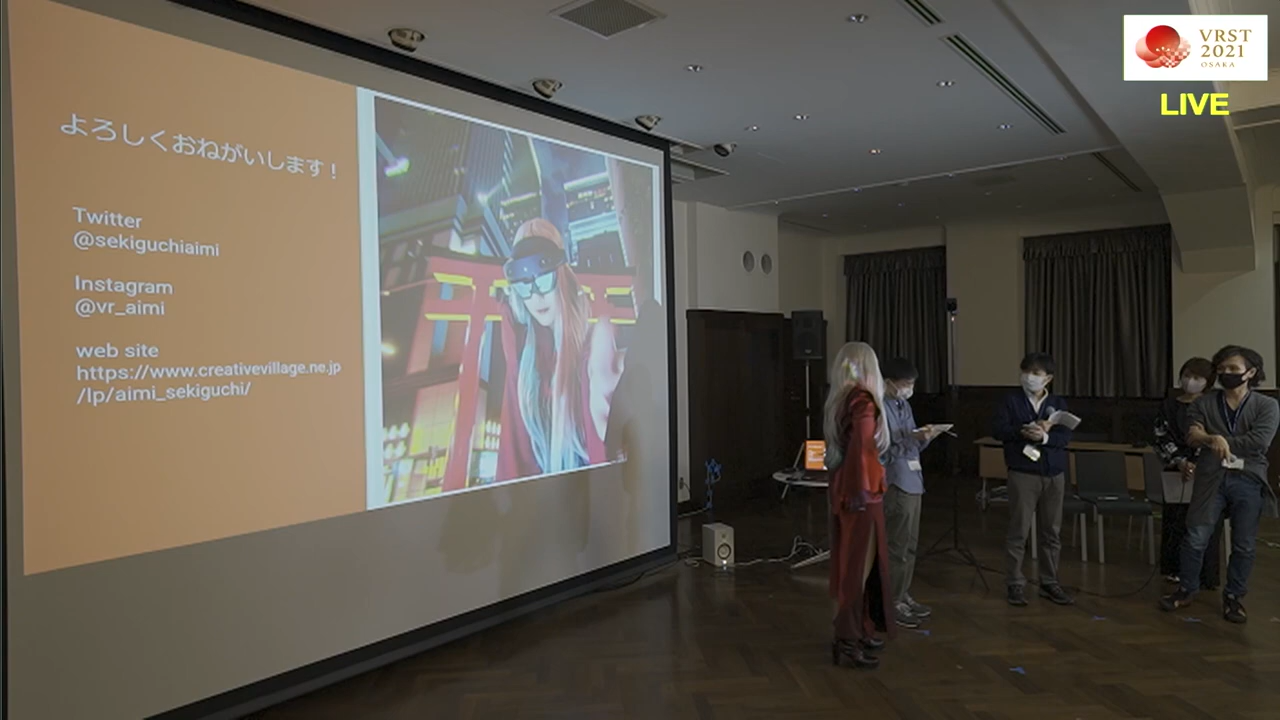 よろしくおねがいします！
Twitter
@sekiguchiaimi
Instagram
@vr_aimi
web site
https://www.creativevillage.ne.jp
/lp/aimi_sekiguchi/
VRST
2021
OSAKA
LIVE